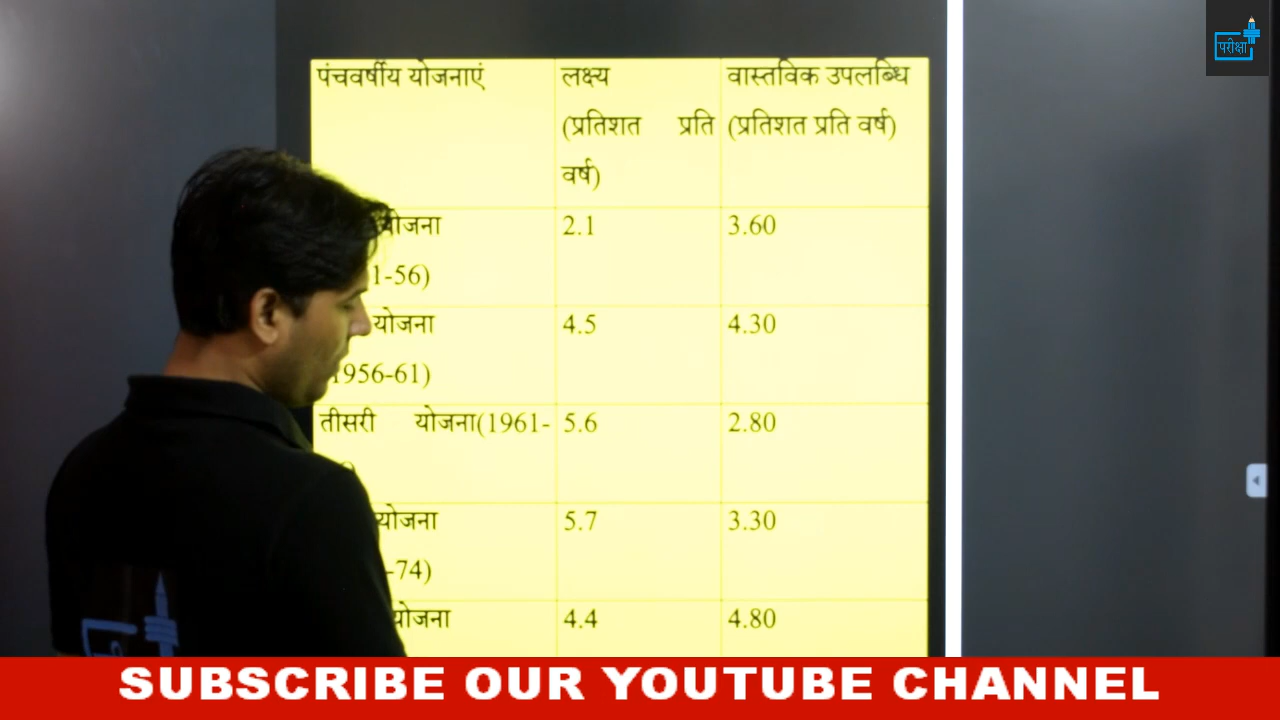 परीक्षा
पंचवर्षीय योजनाएं लक्ष्य वास्तविक उपलब्धि
(प्रतिशत प्रति (प्रतिशत प्रति वर्ष)
वर्ष)
योजना 2.1 3.60
1-56)
योजना 4.5 4.30
1956-61)
तीसरी योजना(1961- 5.6 2.80
योजना 5.7 3.30
-74)
योजना 4.4 4.80
SUBSCRIBE OUR YOUTUBE CHANNEL